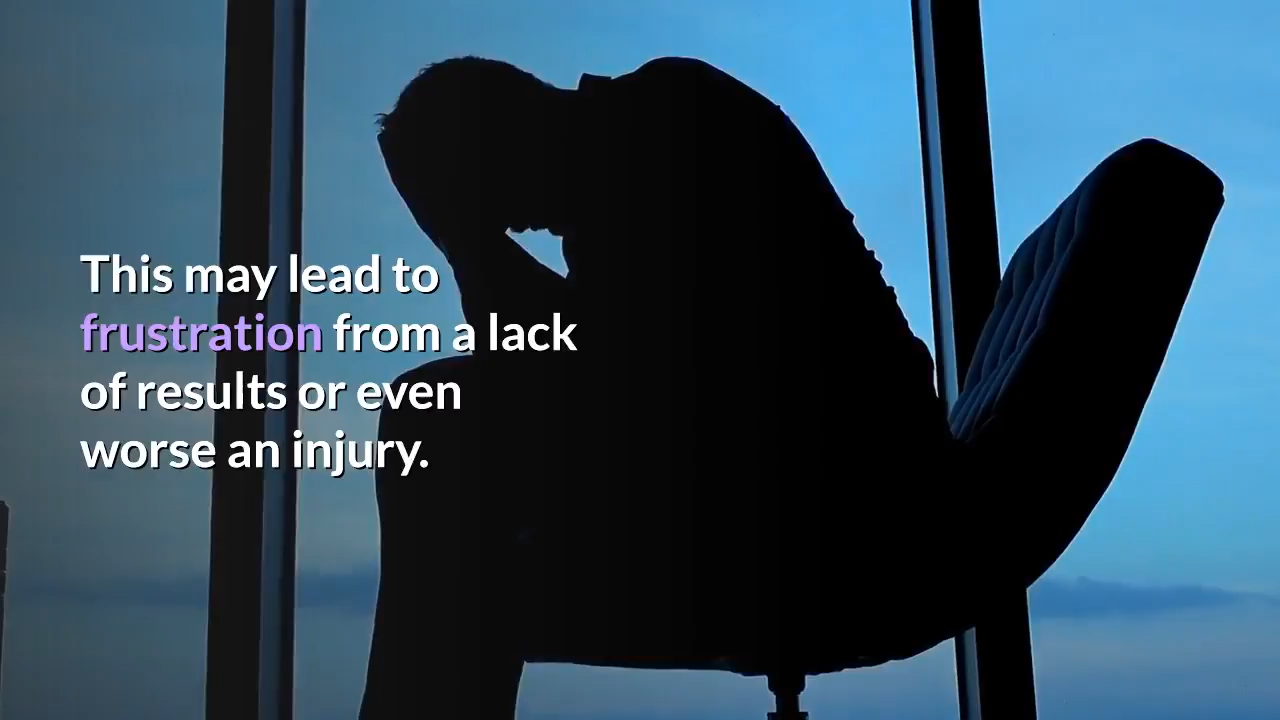 This may lead to
frustration from a lack
of results or even
worse an injury.